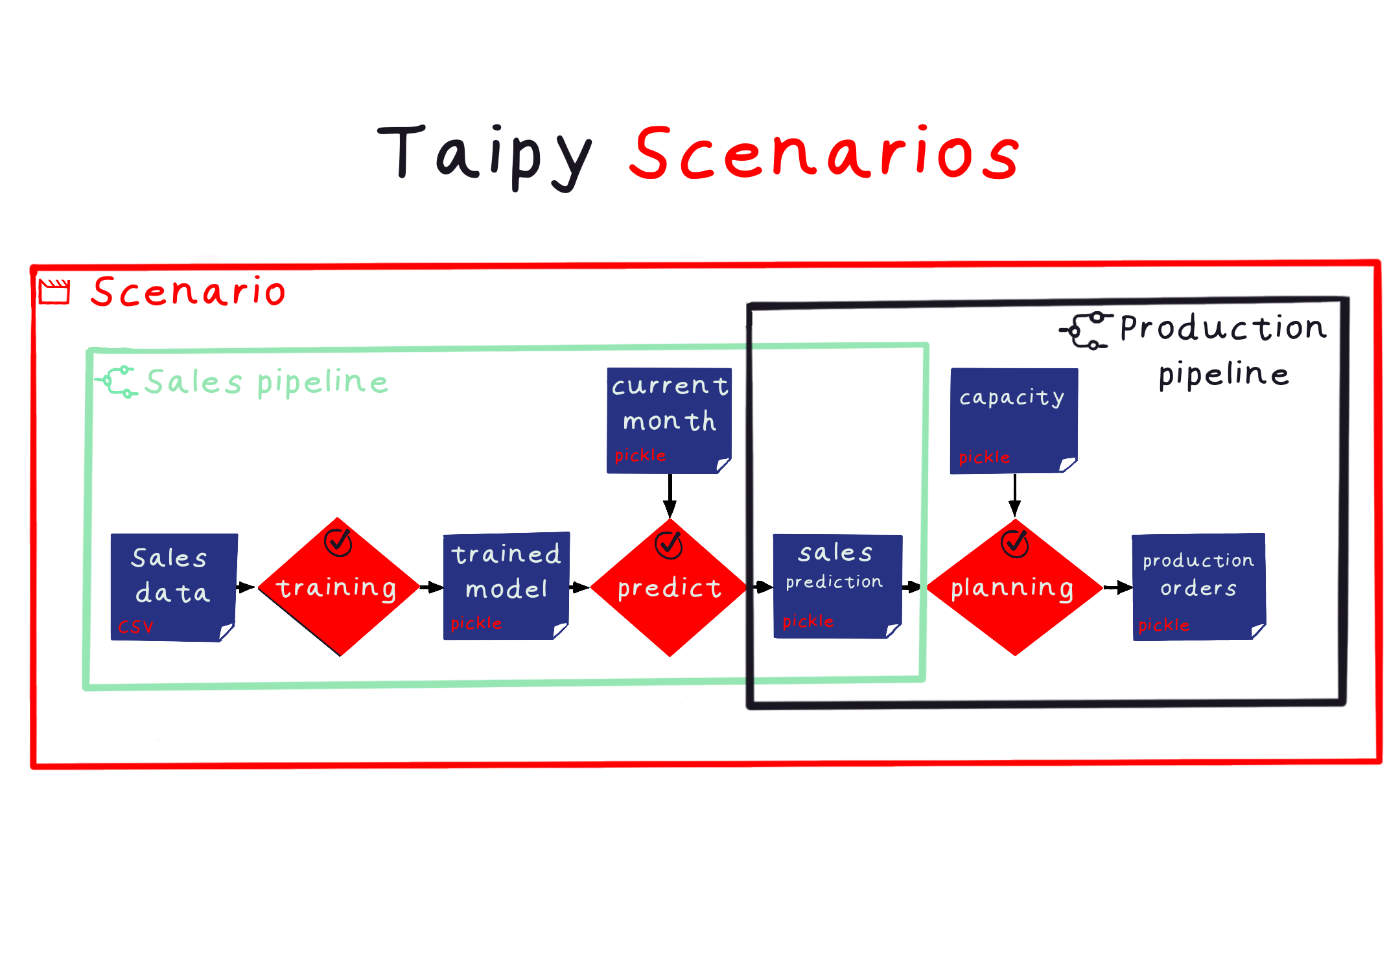 Taipy Scenarios
Scenario
Production
pipeline
Sales pipeline
current
month
pickle
capacity
pickle
Sales
data
CSV
training
trained
model
pickle
predict
sales
prediction
pickle
planning
production
orders
pickle